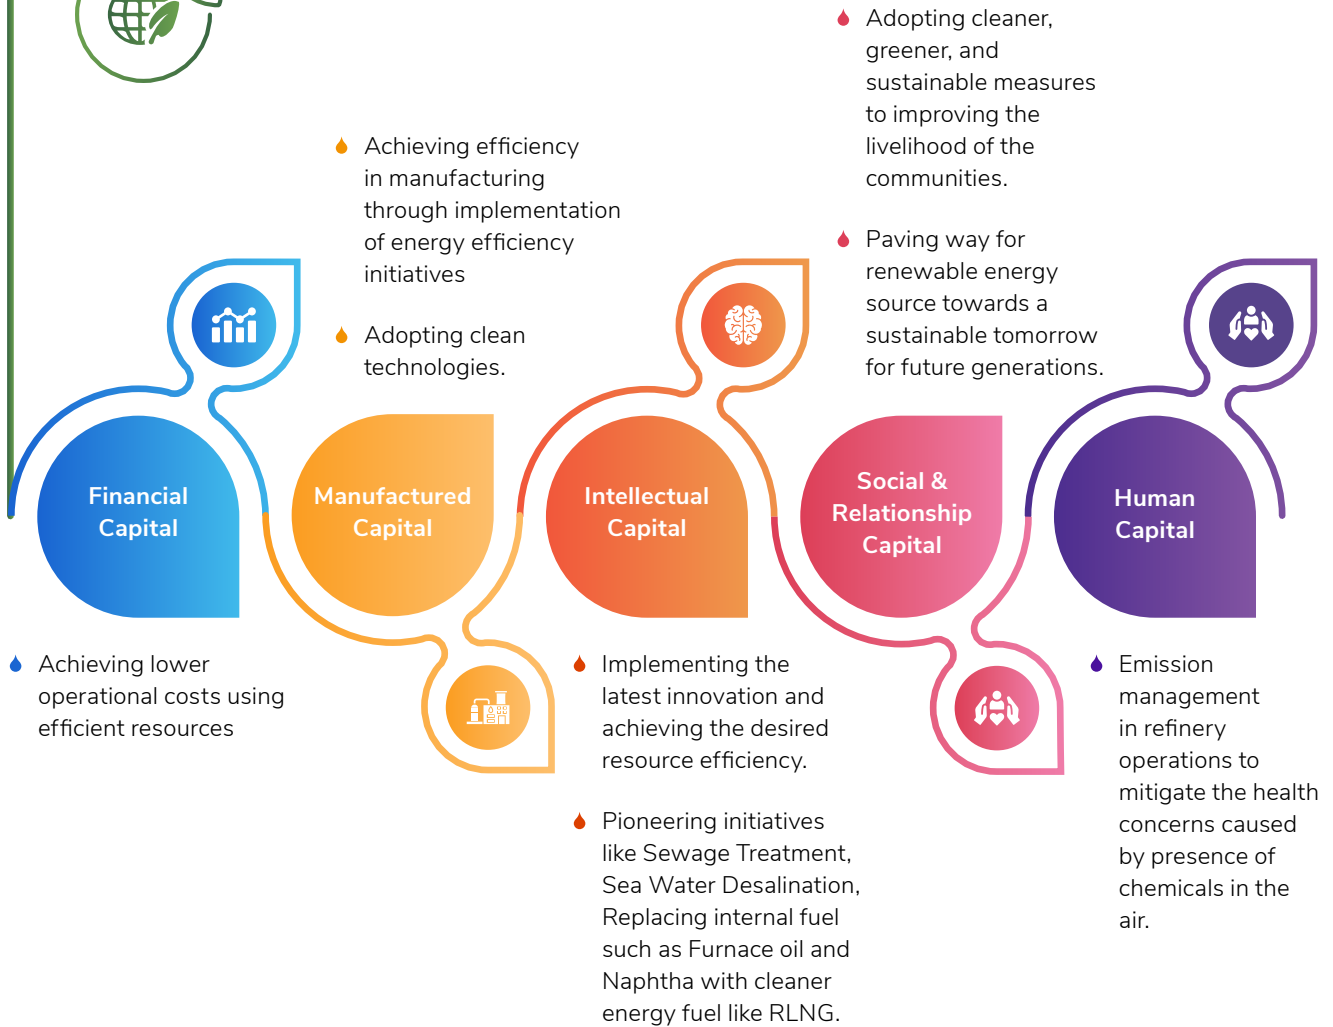 Financial
Capital
Achieving lower
operational costs using
efficient resources
Achieving efficiency
in manufacturing
through implementation
of energy efficiency
initiatives
Adopting clean
technologies.
Manufactured
Capital
Intellectual
Capital
Implementing the
latest innovation and
achieving the desired
resource efficiency.
Pioneering initiatives
like Sewage Treatment,
Sea Water Desalination,
Replacing internal fuel
such as Furnace oil and
Naphtha with cleaner
energy fuel like RLNG.
Adopting cleaner,
greener, and
sustainable measures
to improving the
livelihood of the
communities.
Paving way for
renewable energy
source towards a
sustainable tomorrow
for future generations.
Social &
Relationship
Capital
Human
Capital
Emission
management
in refinery
operations to
mitigate the health
concerns caused
by presence of
chemicals in the
air.